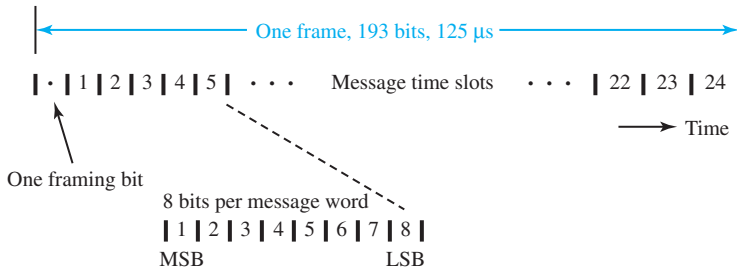 One frame, 193 bits, 125 μs
· 1 2 3 4 5 · · · Message time slots · · · 22 23 24
Time
One framing bit
8 bits per message word
1 2 3 4 5 6 7 8
MSB LSB